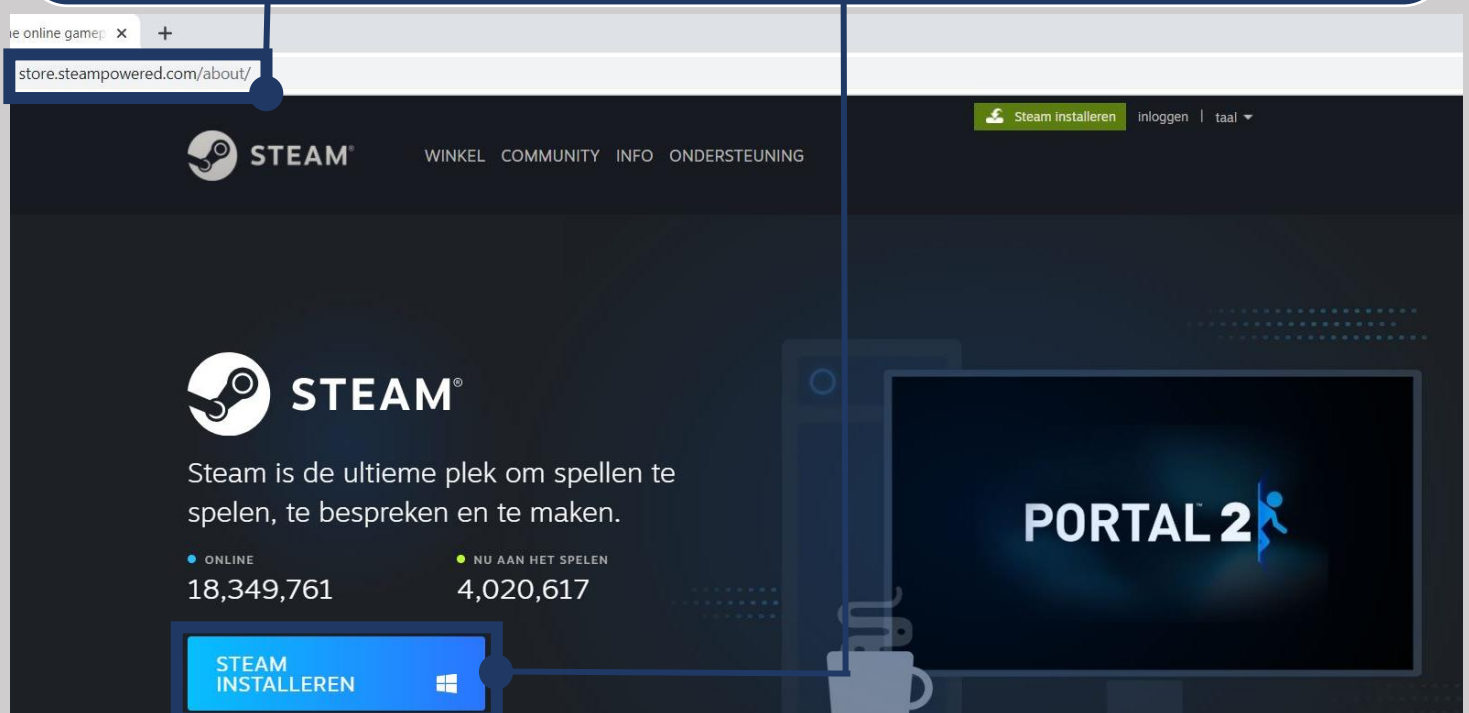 ne online gamep
store.steampowered.com/about/
Steam installeren inloggen | taal
STEAM®
WINKEL COMMUNITY INFO ONDERSTEUNING
STEAM®
Steam is de ultieme plek om spellen te
spelen, te bespreken en te maken.
ONLINE
18,349,761
NU AAN HET SPELEN
4,020,617
STEAM
INSTALLEREN
PORTAL™ 2